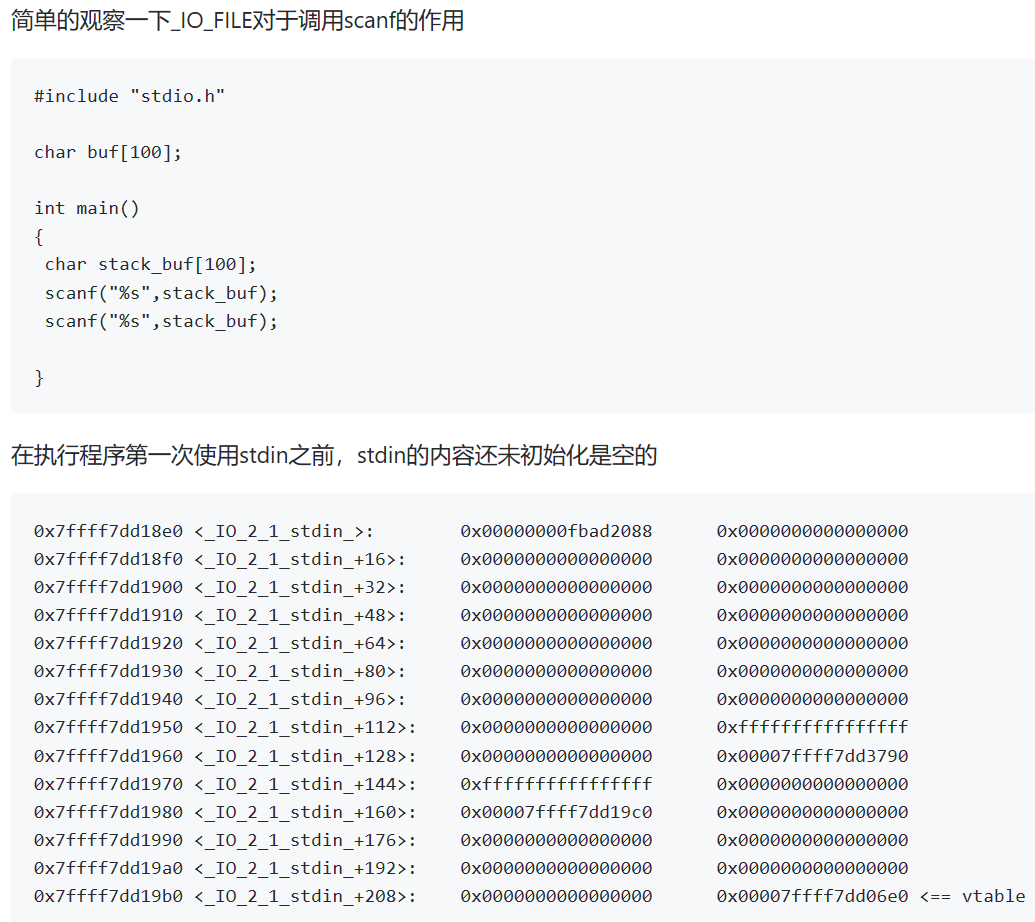 简单的观察一下_IO_FILE对于调用scanf的作用
#include "stdio.h"
char buf[100];
int main()
{
char stack_buf[100];
scanf("%s",stack_buf);
scanf("%s",stack_buf);
}
在执行程序第一次使用stdin之前，stdin的内容还未初始化是空的
0x7ffff7dd18e0 <_IO_2_1_stdin_>: 0x00000000fbad2088 0x0000000000000000
0x7ffff7dd18f0 <_IO_2_1_stdin_+16>: 0x0000000000000000 0x0000000000000000
0x7ffff7dd1900 <_IO_2_1_stdin_+32>: 0x0000000000000000 0x0000000000000000
0x7ffff7dd1910 <_IO_2_1_stdin_+48>: 0x0000000000000000 0x0000000000000000
0x7ffff7dd1920 <_IO_2_1_stdin_+64>: 0x0000000000000000 0x0000000000000000
0x7ffff7dd1930 <_IO_2_1_stdin_+80>: 0x0000000000000000 0x0000000000000000
0x7ffff7dd1940 <_IO_2_1_stdin_+96>: 0x0000000000000000 0x0000000000000000
0x7ffff7dd1950 <_IO_2_1_stdin_+112>: 0x0000000000000000 0xffffffffffffffff
0x7ffff7dd1960 <_IO_2_1_stdin_+128>: 0x0000000000000000 0x00007ffff7dd3790
0x7ffff7dd1970 <_IO_2_1_stdin_+144>: 0xffffffffffffffff 0x0000000000000000
0x7ffff7dd1980 <_IO_2_1_stdin_+160>: 0x00007ffff7dd19c0 0x0000000000000000
0x7ffff7dd1990 <_IO_2_1_stdin_+176>: 0x0000000000000000 0x0000000000000000
0x7ffff7dd19a0 <_IO_2_1_stdin_+192>: 0x0000000000000000 0x0000000000000000
0x7ffff7dd19b0 <_IO_2_1_stdin_+208>: 0x0000000000000000 0x00007ffff7dd06e0 <== vtable